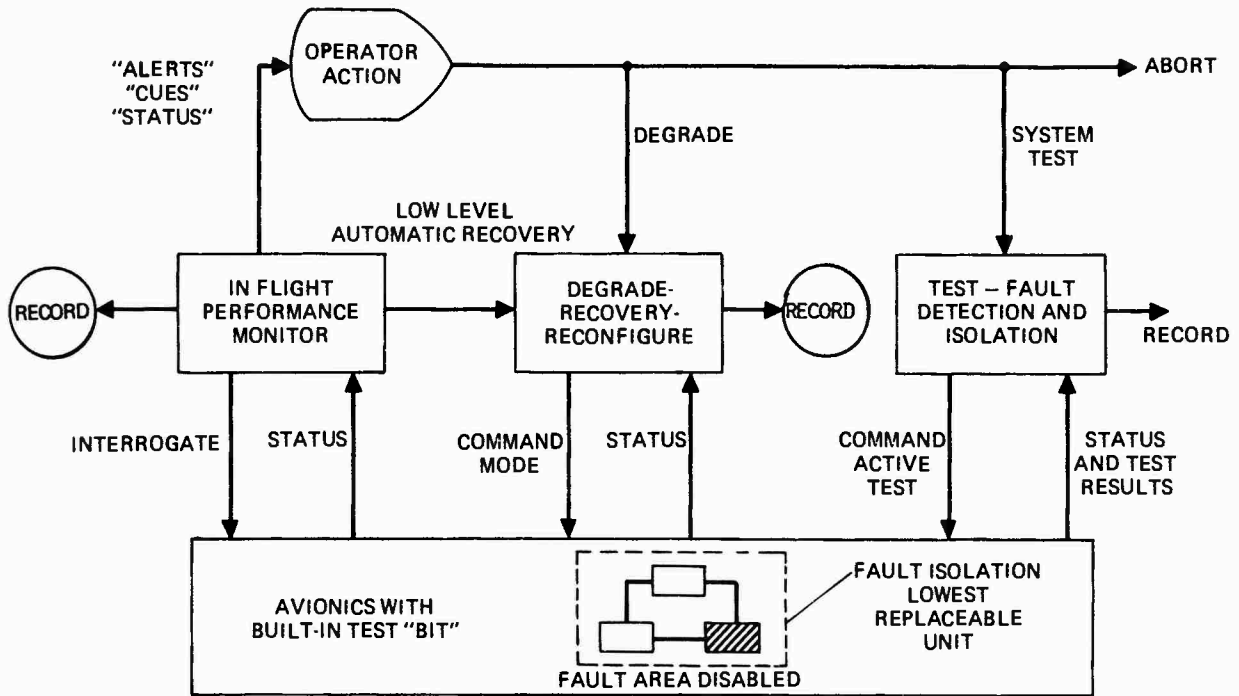 OPERATOR
ACTION
"ALERTS"
"CUES"
"STATUS"
ABORT
DEGRADE
SYSTEM
TEST
LOW LEVEL
AUTOMATIC RECOVERY
RECORD
IN FLIGHT
PERFORMANCE
MONITOR
DEGRADE-
RECOVERY-
RECONFIGURE
RECORD
TEST – FAULT
DETECTION AND
ISOLATION
RECORD
INTERROGATE
STATUS
COMMAND
MODE
STATUS
COMMAND
ACTIVE
TEST
STATUS
AND TEST
RESULTS
AVIONICS WITH
BUILT-IN TEST "BIT"
FAULT ISOLATION
LOWEST
REPLACEABLE
UNIT
FAULT AREA DISABLED